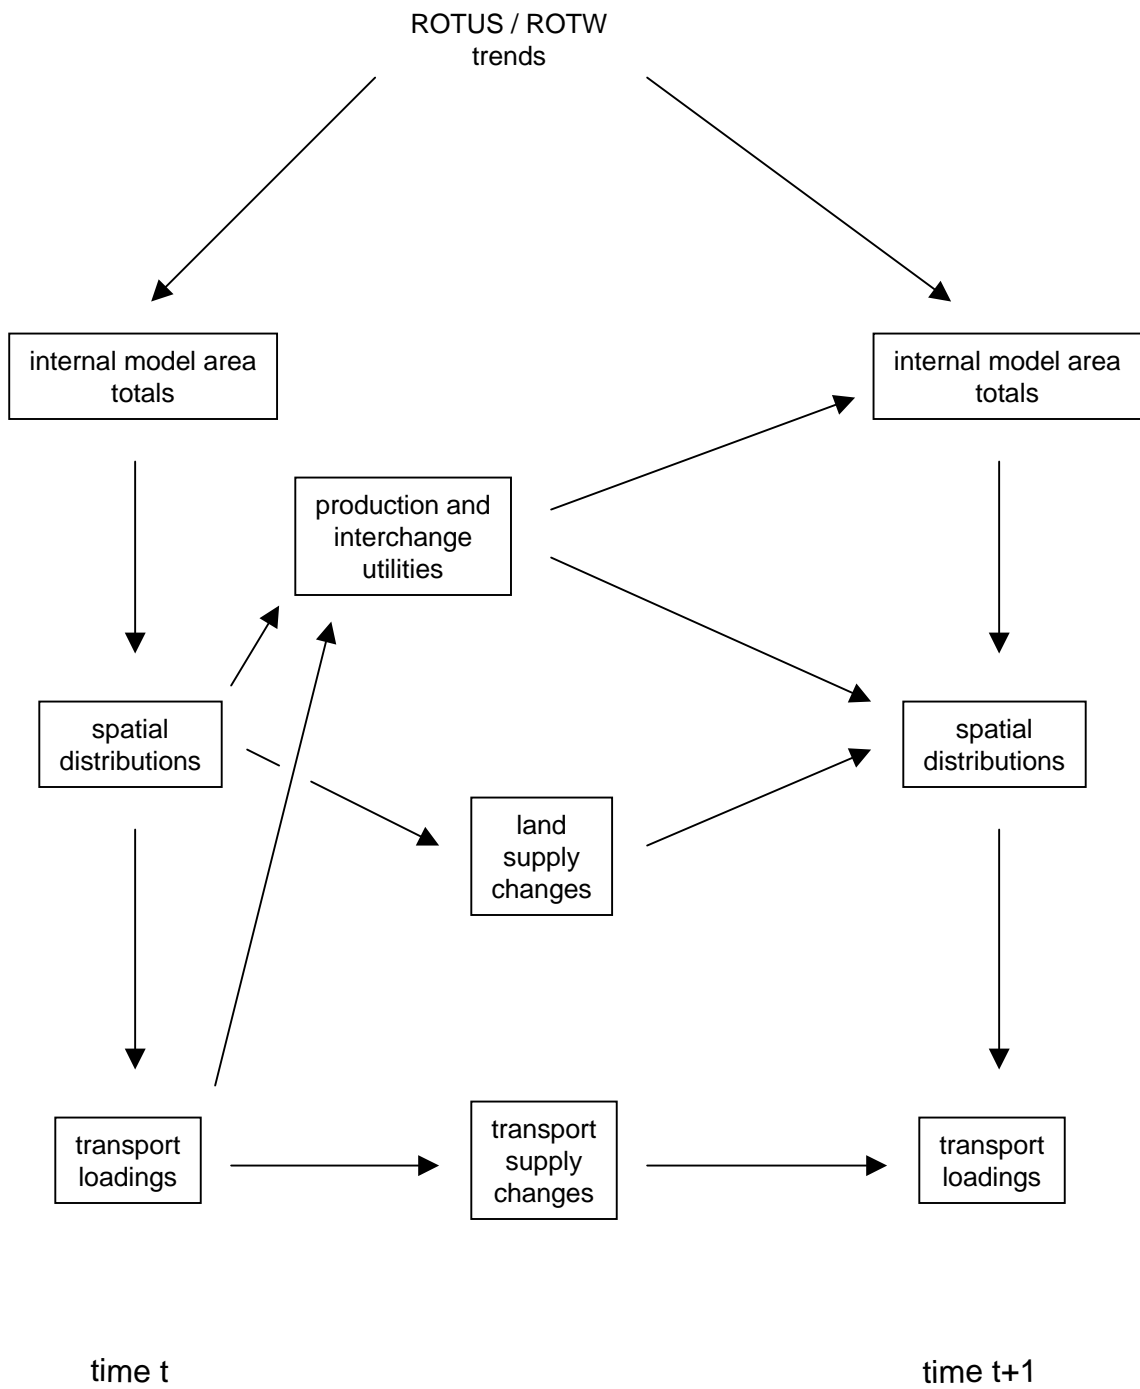 ROTUS / ROTW
trends
internal model area
totals
internal model area
totals
production and
interchange
utilities
spatial
distributions
spatial
distributions
land
supply
changes
transport
loadings
transport
supply
changes
transport
loadings
time t
time t+1